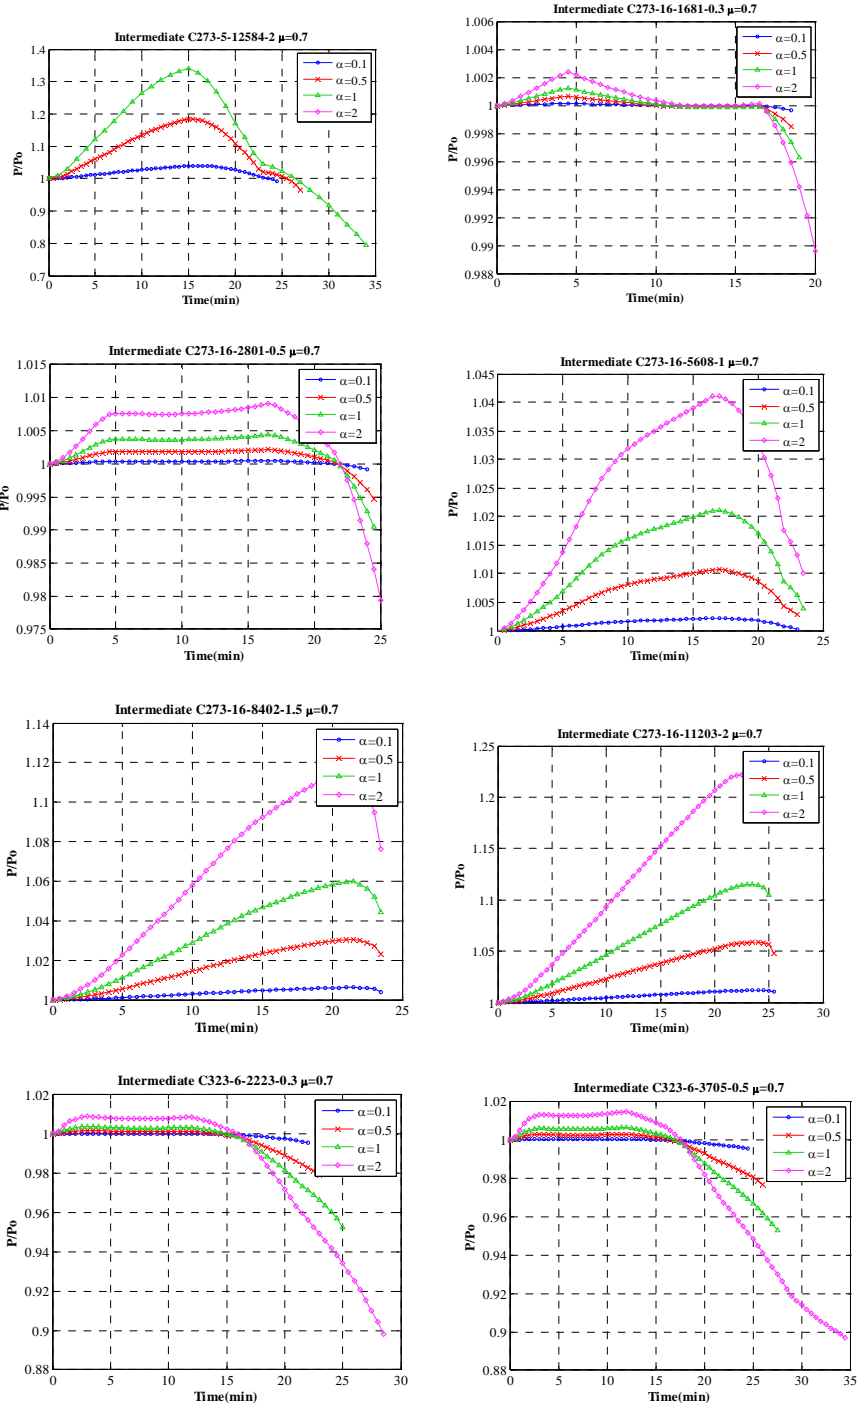 Intermediate C273-5-12584-2 μ=0.7
1.4
1.3
1.2
1.1
1
0.9
0.8
0.7
P/Po
0 5 10 15 20 25 30 35
Time(min)
α=0.1
α=0.5
α=1
α=2
Intermediate C273-16-1681-0.3 μ=0.7
1.006
1.004
1.002
1
0.998
0.996
0.994
0.992
0.99
0.988
P/Po
0 5 10 15 20
Time(min)
α=0.1
α=0.5
α=1
α=2
Intermediate C273-16-2801-0.5 μ=0.7
1.015
1.01
1.005
1
0.995
0.99
0.985
0.98
0.975
P/Po
0 5 10 15 20 25
Time(min)
α=0.1
α=0.5
α=1
α=2
Intermediate C273-16-5608-1 μ=0.7
1.045
1.04
1.035
1.03
1.025
1.02
1.015
1.01
1.005
1
P/Po
0 5 10 15 20 25
Time(min)
α=0.1
α=0.5
α=1
α=2
Intermediate C273-16-8402-1.5 μ=0.7
1.14
1.12
1.1
1.08
1.06
1.04
1.02
1
P/Po
0 5 10 15 20 25
Time(min)
α=0.1
α=0.5
α=1
α=2
Intermediate C273-16-11203-2 μ=0.7
1.25
1.2
1.15
1.1
1.05
1
P/Po
0 5 10 15 20 25 30
Time(min)
α=0.1
α=0.5
α=1
α=2
Intermediate C323-6-2223-0.3 μ=0.7
1.02
1
0.98
0.96
0.94
0.92
0.9
0.88
P/Po
0 5 10 15 20 25 30
Time(min)
α=0.1
α=0.5
α=1
α=2
Intermediate C323-6-3705-0.5 μ=0.7
1.02
1
0.98
0.96
0.94
0.92
0.9
0.88
P/Po
0 5 10 15 20 25 30 35
Time(min)
α=0.1
α=0.5
α=1
α=2